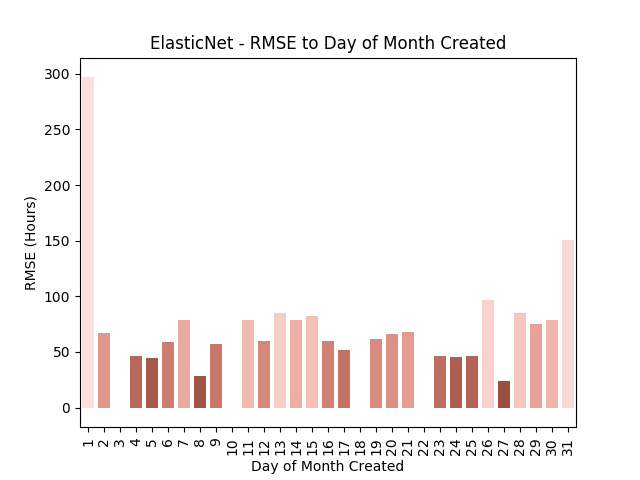 ElasticNet - RMSE to Day of Month Created
300
250
200
150
100
50
0
RMSE (Hours)
1 2 3 4 5 6 7 8 9 10 11 12 13 14 15 16 17 18 19 20 21 22 23 24 25 26 27 28 29 30 31
Day of Month Created